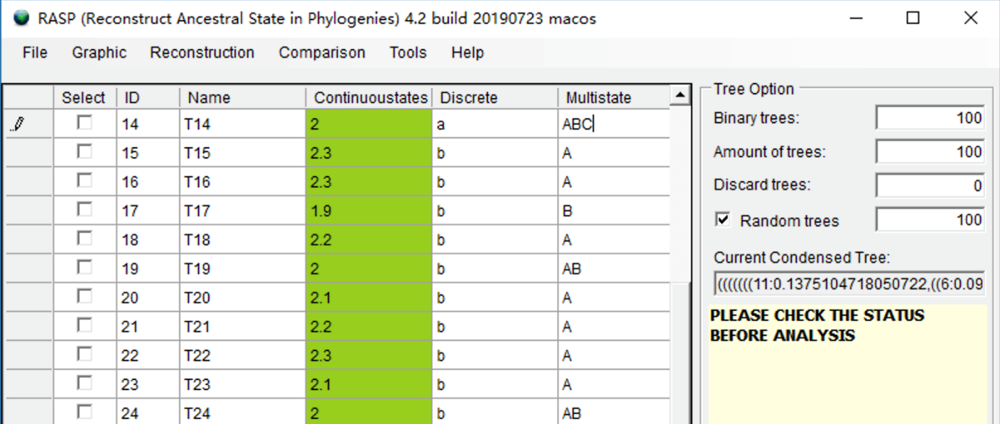 RASP (Reconstruct Ancestral State in Phylogenies) 4.2 build 20190723 macos
File Graphic Reconstruction Comparison Tools Help
Select ID Name Continuoustates Discrete Multistate
14 T14 2 a ABC
15 T15 2.3 b A
16 T16 2.3 b A
17 T17 1.9 b B
18 T18 2.2 b A
19 T19 2 b AB
20 T20 2.1 b A
21 T21 2.2 b A
22 T22 2.3 b A
23 T23 2.1 b A
24 T24 2 b AB
Tree Option
Binary trees: 100
Amount of trees: 100
Discard trees: 0
Random trees 100
Current Condensed Tree:
(((((((11:0.1375104718050722,((6:0.09
PLEASE CHECK THE STATUS
BEFORE ANALYSIS